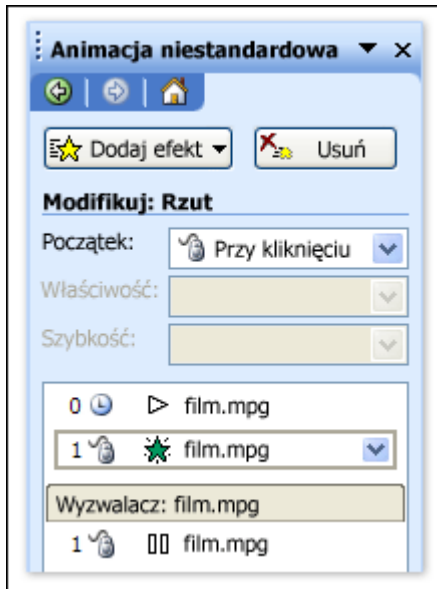 Animacja niestandardowa
Dodaj efekt Usuń
Modyfikuj: Rzut
Początek: Przy kliknięciu
Właściwość:
Szybkość:
0 film.mpg
1 film.mpg
Wyzwalacz: film.mpg
1 film.mpg